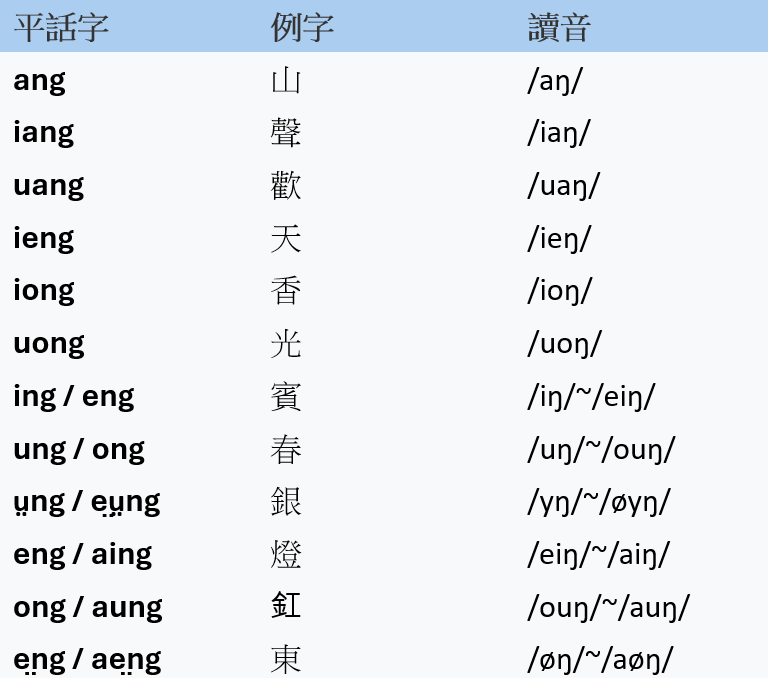 平話字 例字 讀音
ang 山 /aŋ/
iang 聲 /iaŋ/
uang 歡 /uaŋ/
ieng 天 /ieŋ/
iong 香 /ioŋ/
uong 光 /uoŋ/
ing / eng 賓 /iŋ/~/eiŋ/
ung / ong 春 /uŋ/~/ouŋ/
ṳng / eṳng 銀 /yŋ/~/øyŋ/
eng / aing 燈 /eiŋ/~/aiŋ/
ong / aung 釭 /ouŋ/~/auŋ/
e̤ng / ae̤ng 東 /øŋ/~/aøŋ/